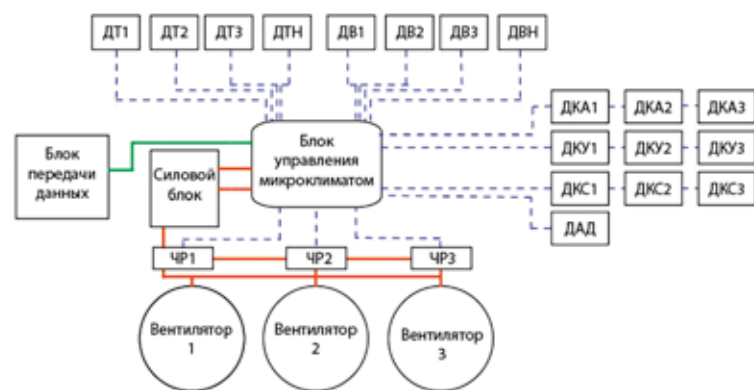 ДТ1 ДТ2 ДТ3 ДТН ДВ1 ДВ2 ДВ3 ДВН
ДКА1 ДКА2 ДКА3
Блок
управления
микроклиматом
ДКУ1 ДКУ2 ДКУ3
Блок
передачи
данных
Силовой
блок
ДКС1 ДКС2 ДКС3
ДАД
ЧР1 ЧР2 ЧР3
Вентилятор
1
Вентилятор
2
Вентилятор
3